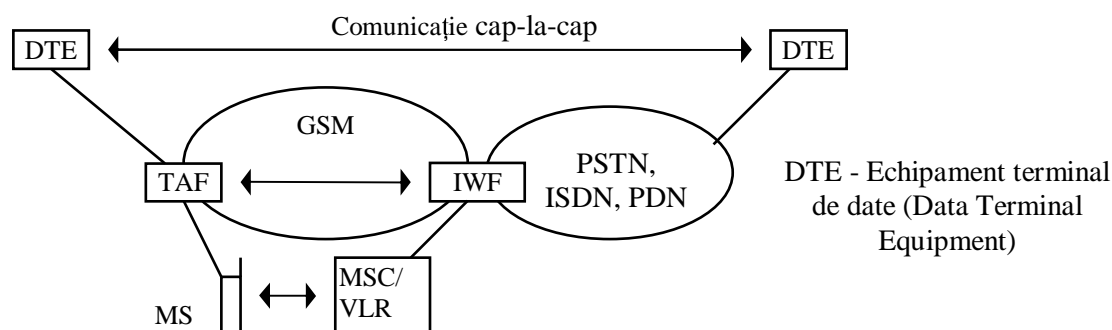 Comunicație cap-la-cap
DTE
DTE
GSM
TAF
IWF
PSTN,
ISDN, PDN
DTE - Echipament terminal
de date (Data Terminal
Equipment)
MS
MSC/
VLR